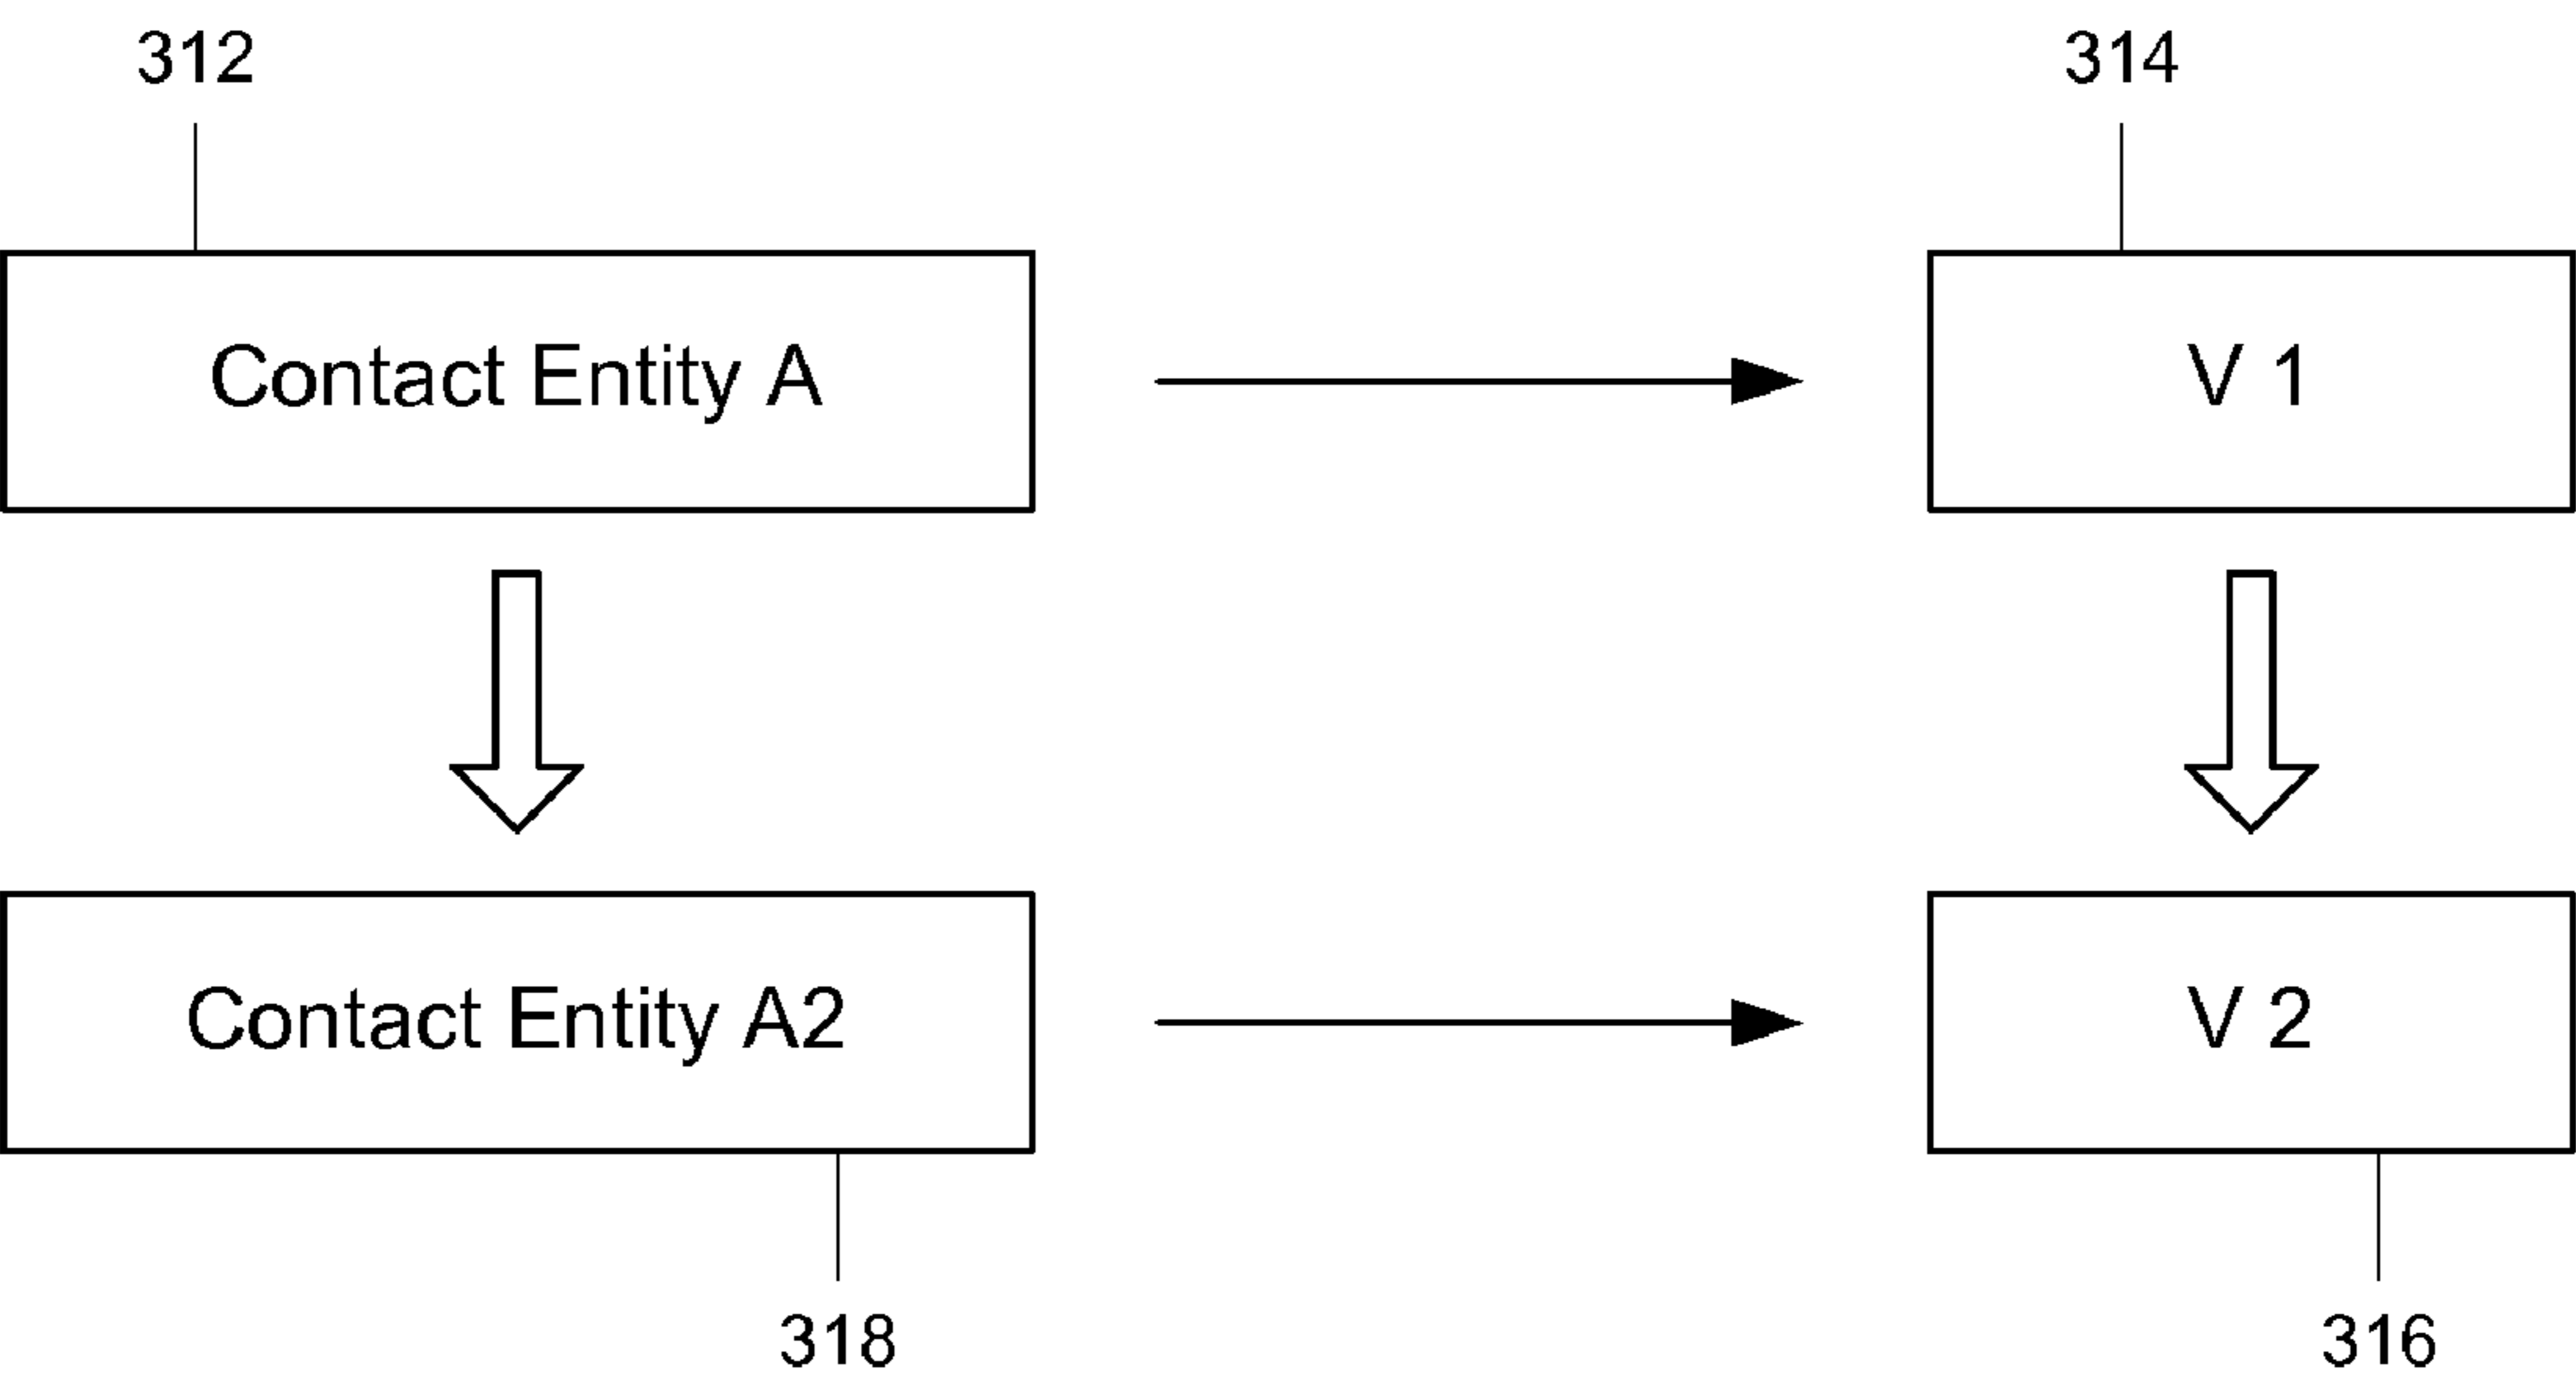 312
314
Contact Entity A
V 1
Contact Entity A2
V 2
318
316